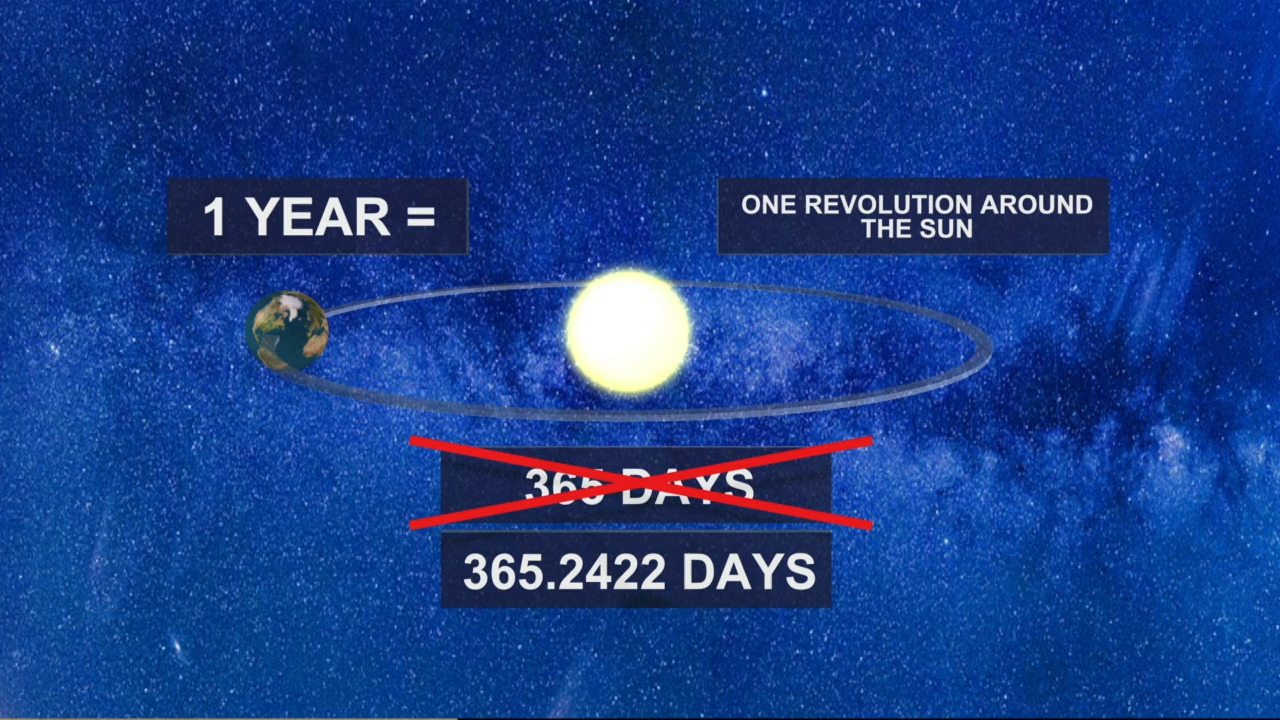 1 YEAR =
ONE REVOLUTION AROUND
THE SUN
365 DAYS
365.2422 DAYS